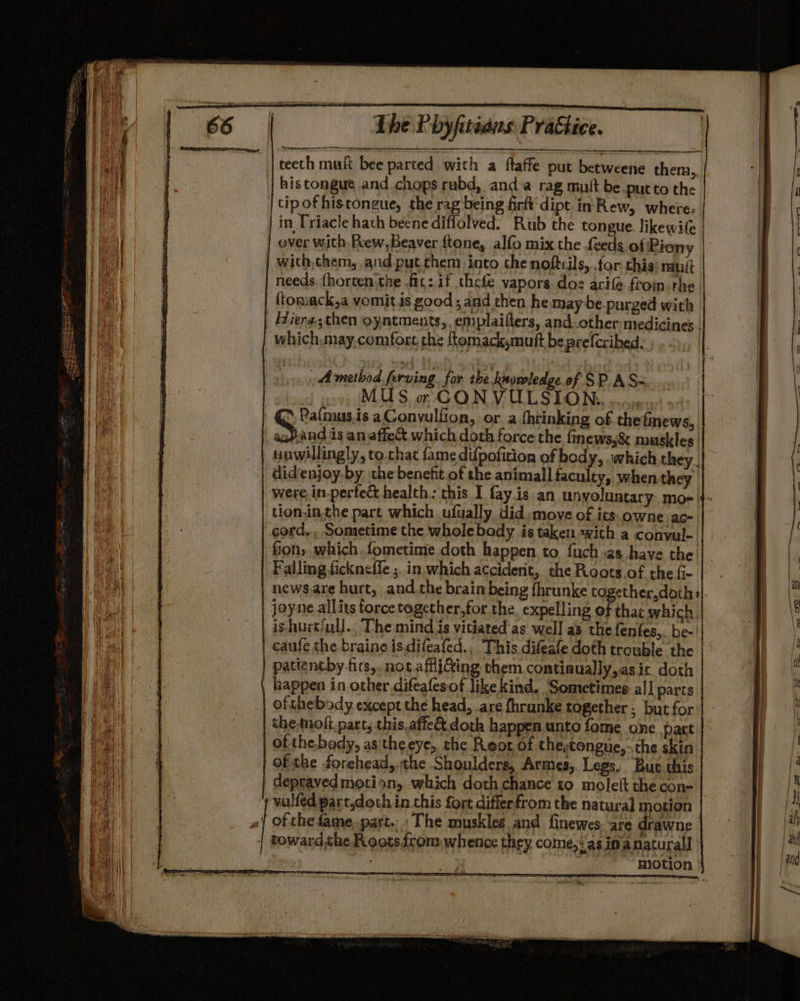 66
The Phyſitians Practice.
teeth muſt bee parted with a ſtaffe put betweene them,
his tongue and chops rubd, and a rag muſt be put to the
tip of his tongue, the rag being firſt dipt in Rew, where-
in Triacle hath beene diſſolved. Rub the tongue likewiſe
over with Rew, Beaver ſtone, alſo mix the ſeeds of Piony
with them, and put them into the noſtrils, for this muſt
needs ſhorten the fit: if theſe vapors doe ariſe from the
ſtomack, a vomit is good; and then he may be purged with
Hiera; then oyntments, emplaiſters, and other medicines
which may comfort the ſtomack, muſt be preſcribed.
A method ſerving for the knowledge of SPAS-
MUS or CONVULSION.
SPaſmus is a Convulſion, or a ſhrinking of the ſinews,
and is an affect which doth force the ſinews, & muskles
unwillingly, to that ſame diſpoſition of body, which they
did enjoy by the benefit of the animall faculty, when they
were in perfect health: this I ſay is an unvoluntary mo-
tion in the part which uſually did move of its owne ac-
cord. Sometime the whole body is taken with a convul-
ſion, which ſometime doth happen to ſuch as have the
Falling ſickneſſe; in which accident, the Roots of the ſi-
news are hurt, and the brain being ſhrunke together, doth
joyne all its force together, for the expelling of that which
is hurtfull. The mind is vitiated as well as the ſenſes, be-
cauſe the braine is diſeaſed. This diſeaſe doth trouble the
patient by fits, not afflicting them continually, as it doth
happen in other diſeaſes of like kind. Sometimes all parts
of the body except the head, are ſhrunke together; but for
the moſt part, this affect doth happen unto ſome one part
of the body, as the eye, the Root of the tongue, the skin
of the forehead, the Shoulders, Armes, Legs. But this
depraved motion, which doth chance to moleſt the con-
vulſed part, doth in this ſort differ from the natural motion
of the ſame part. The muskles and ſinewes are drawne
toward the Roots from whence they come, as in a naturall
motion